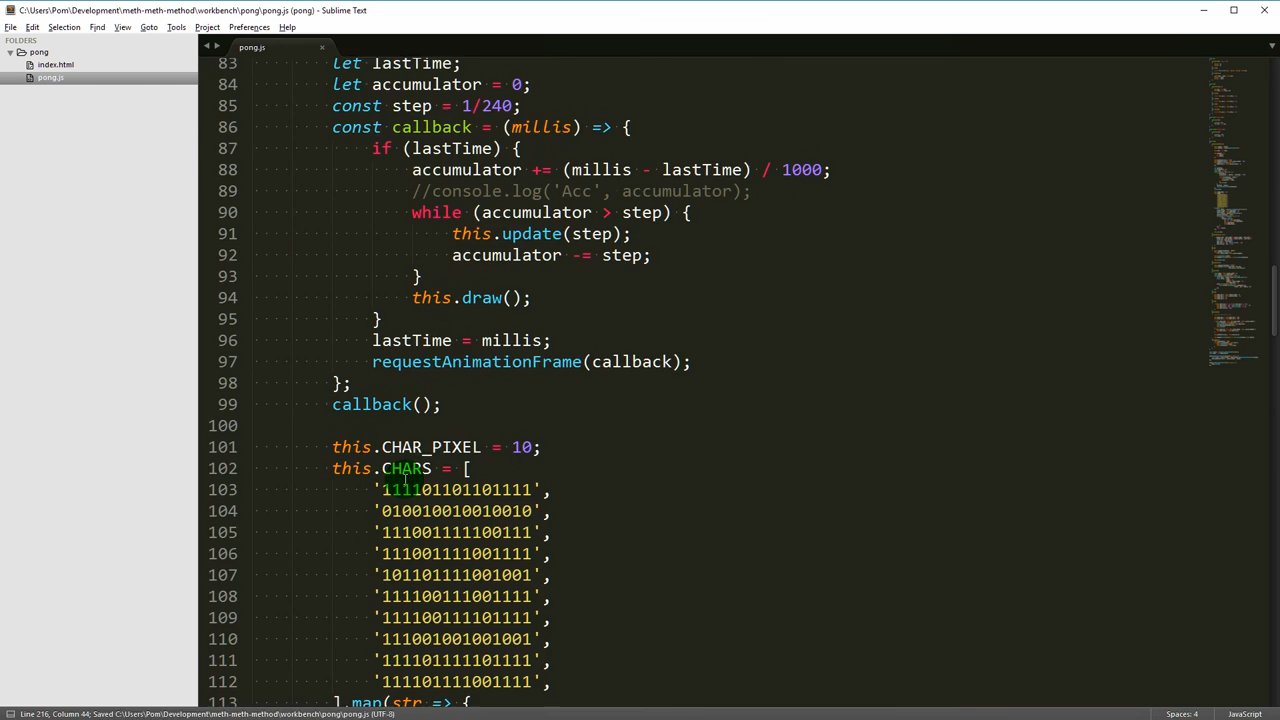 C:\Users\Pom\Development\meth-meth-method\workbench\pong\pong.js (pong) - Sublime Text
File Edit Selection Find View Goto Tools Project Preferences Help
FOLDERS
pong
index.html
pong.js
pong.js
83 let lastTime;
84 let accumulator = 0;
85 const step = 1/240;
86 const callback = (millis) => {
87 if (lastTime) {
88 accumulator += (millis - lastTime) / 1000;
89 //console.log('Acc', accumulator);
90 while (accumulator > step) {
91 this.update(step);
92 accumulator -= step;
93 }
94 this.draw();
95 }
96 lastTime = millis;
97 requestAnimationFrame(callback);
98 };
99 callback();
100
101 this.CHAR_PIXEL = 10;
102 this.CHARS = [
103 '111101101101111',
104 '010010010010010',
105 '111001111100111',
106 '111001111001111',
107 '101101111001001',
108 '111100111001111',
109 '111100111101111',
110 '111001001001001',
111 '111101111101111',
112 '111101111001111',
113 ].map(str => {
Line 216, Column 44; Saved C:\Users\Pom\Development\meth-meth-method\workbench\pong\pong.js (UTF-8)
Spaces: 4
JavaScript